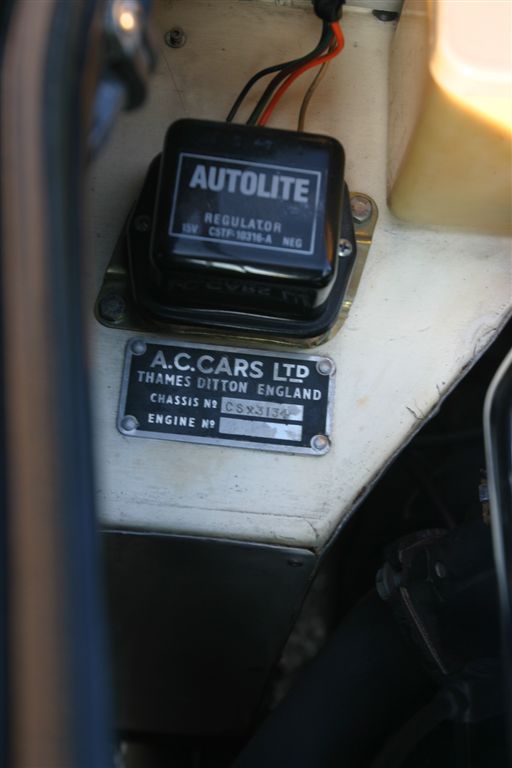 AUTOLITE
REGULATOR
15V C5TF-10316-A NEG
A.C.CARS LTD
THAMES DITTON ENGLAND
CHASSIS Nº CSX3134
ENGINE Nº